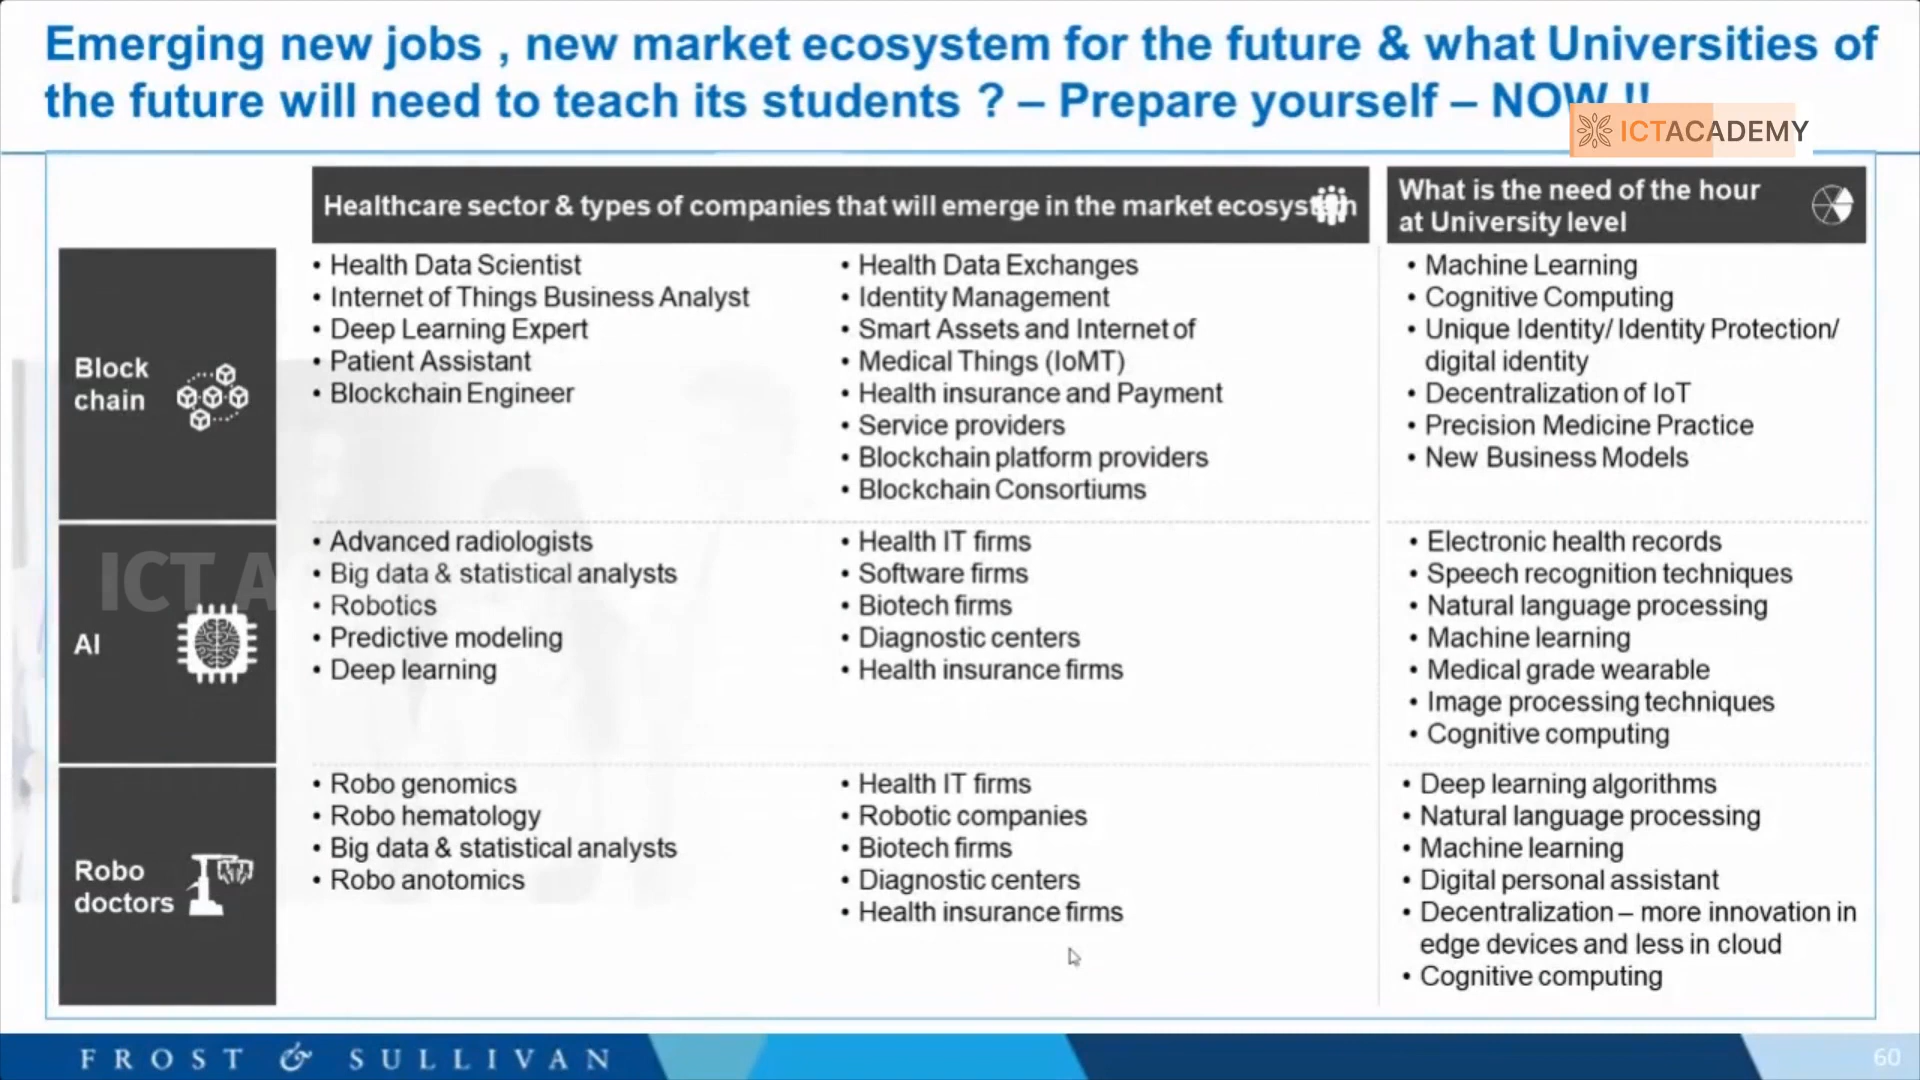 Emerging new jobs , new market ecosystem for the future & what Universities of
the future will need to teach its students ? – Prepare yourself – NOW !!
ICTACADEMY
Healthcare sector & types of companies that will emerge in the market ecosystem
What is the need of the hour
at University level
Block
chain
• Health Data Scientist
• Internet of Things Business Analyst
• Deep Learning Expert
• Patient Assistant
• Blockchain Engineer
• Health Data Exchanges
• Identity Management
• Smart Assets and Internet of
• Medical Things (IoMT)
• Health insurance and Payment
• Service providers
• Blockchain platform providers
• Blockchain Consortiums
• Machine Learning
• Cognitive Computing
• Unique Identity/ Identity Protection/
digital identity
• Decentralization of IoT
• Precision Medicine Practice
• New Business Models
ICT A
AI
• Advanced radiologists
• Big data & statistical analysts
• Robotics
• Predictive modeling
• Deep learning
• Health IT firms
• Software firms
• Biotech firms
• Diagnostic centers
• Health insurance firms
• Electronic health records
• Speech recognition techniques
• Natural language processing
• Machine learning
• Medical grade wearable
• Image processing techniques
• Cognitive computing
Robo
doctors
• Robo genomics
• Robo hematology
• Big data & statistical analysts
• Robo anotomics
• Health IT firms
• Robotic companies
• Biotech firms
• Diagnostic centers
• Health insurance firms
• Deep learning algorithms
• Natural language processing
• Machine learning
• Digital personal assistant
• Decentralization – more innovation in
edge devices and less in cloud
• Cognitive computing
FROST & SULLIVAN
60